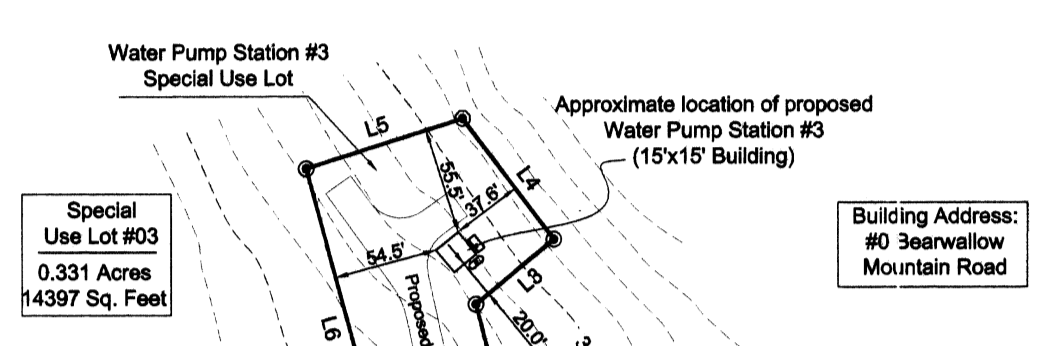 Water Pump Station #3
Special Use Lot
Approximate location of proposed
Water Pump Station #3
(15'x15' Building)
L5
L4
55.5'
37.6'
Special
Use Lot #03
0.331 Acres
14397 Sq. Feet
Building Address:
#0 Bearwallow
Mountain Road
54.5'
L3
Proposed
L6
20.0'